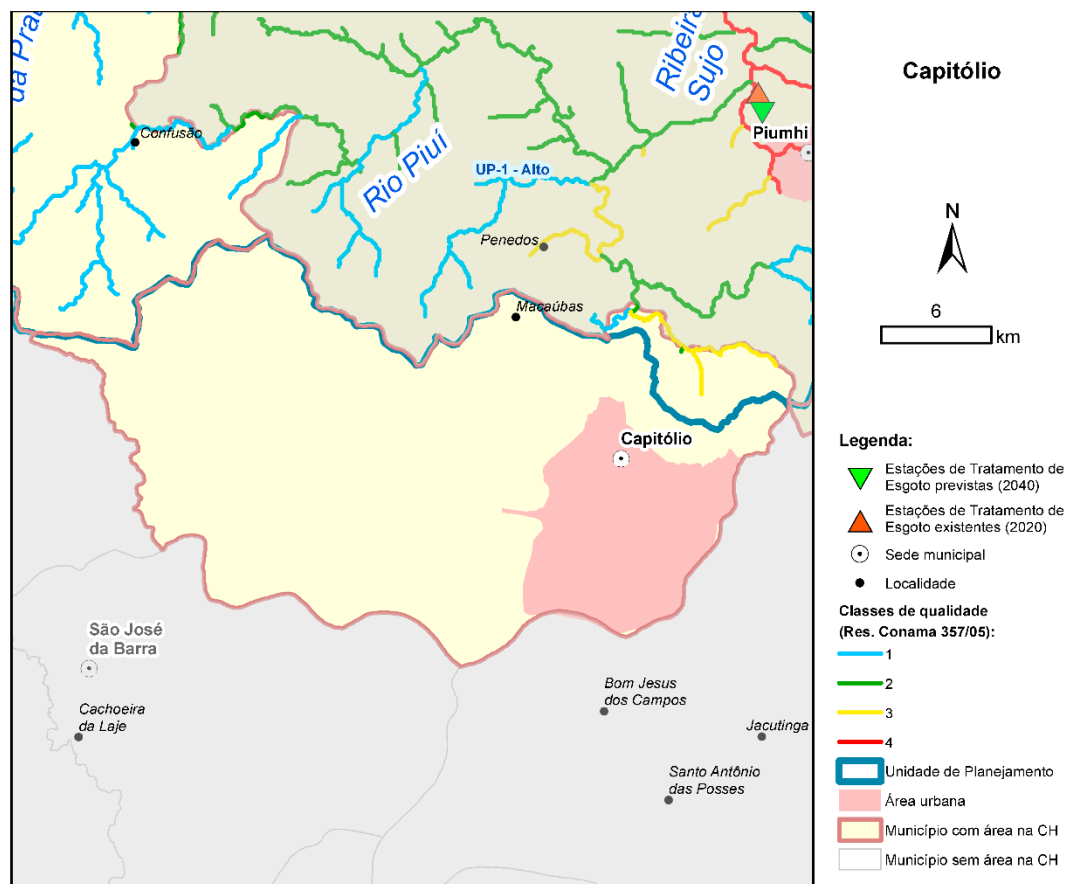 da Prata
Ribeirã
Sujo
Confusão
Rio Piuí
UP-1 - Alto
Penedos
Piumhi
Macaúbas
Capitólio
São José
da Barra
Cachoeira
da Laje
Bom Jesus
dos Campos
Jacutinga
Santo Antônio
das Posses
Capitólio
N
6
km
Legenda:
Estações de Tratamento de
Esgoto previstas (2040)
Estações de Tratamento de
Esgoto existentes (2020)
Sede municipal
Localidade
Classes de qualidade
(Res. Conama 357/05):
1
2
3
4
Unidade de Planejamento
Área urbana
Município com área na CH
Município sem área na CH